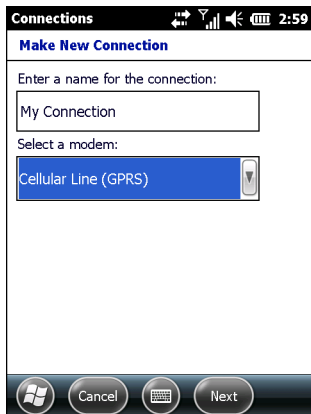 Connections 2:59
Make New Connection
Enter a name for the connection:
My Connection
Select a modem:
Cellular Line (GPRS)
Cancel Next